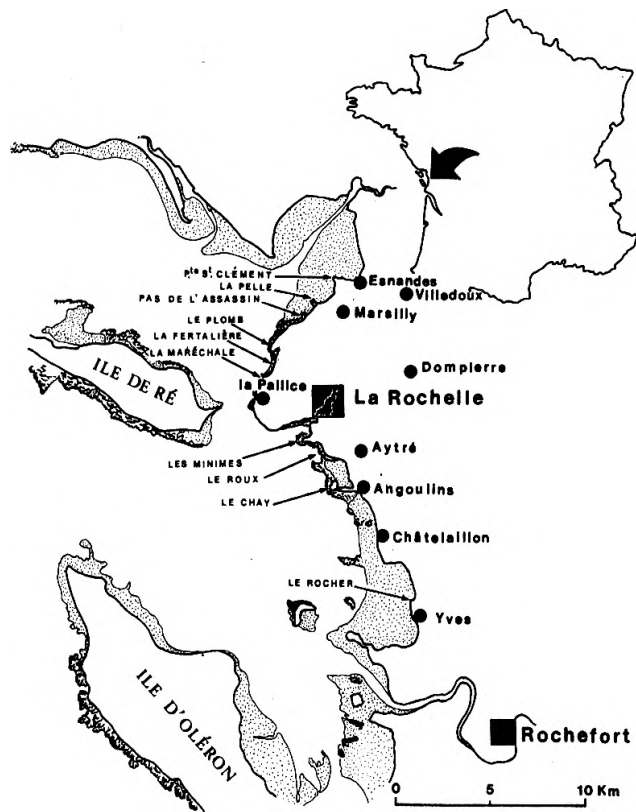 Pte St CLÉMENT
LA PELLE
PAS DE L'ASSASSIN
LE PLOMB
LA FERTALIÈRE
LA MARÉCHALE
Esnandes
Villedoux
Marsilly
ILE DE RÉ
la Pallice
Dompierre
La Rochelle
LES MINIMES
LE ROUX
LE CHAY
Aytré
Angoulins
Châtelaillon
LE ROCHER
Yves
ILE D'OLÉRON
Rochefort
0 5 10 Km